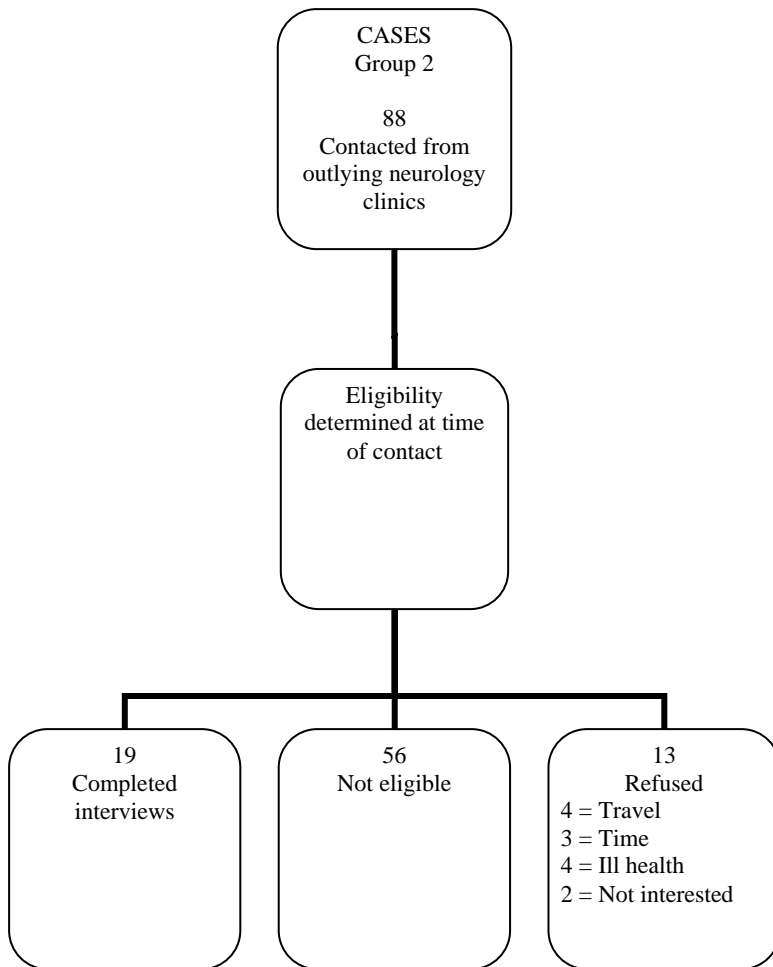 CASES
Group 2
88
Contacted from
outlying neurology
clinics
Eligibility
determined at time
of contact
19
Completed
interviews
56
Not eligible
13
Refused
4 = Travel
3 = Time
4 = Ill health
2 = Not interested